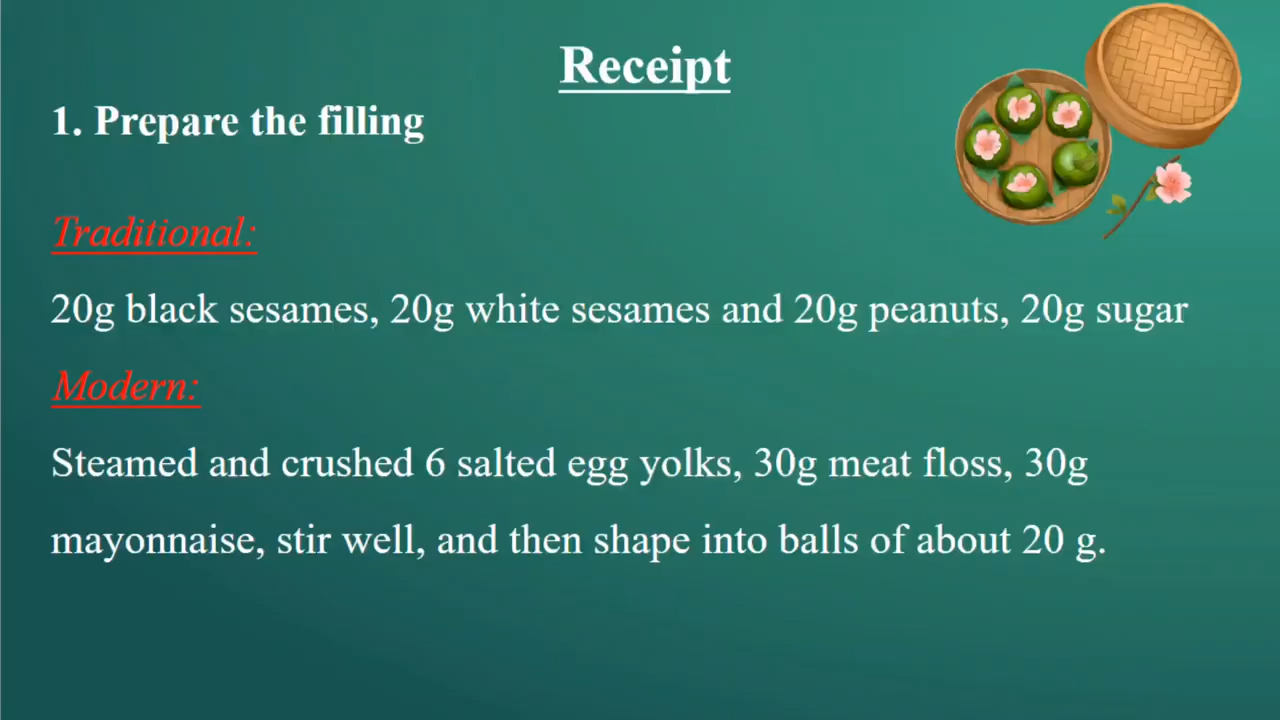 Receipt
1. Prepare the filling
Traditional:
20g black sesames, 20g white sesames and 20g peanuts, 20g sugar
Modern:
Steamed and crushed 6 salted egg yolks, 30g meat floss, 30g
mayonnaise, stir well, and then shape into balls of about 20 g.